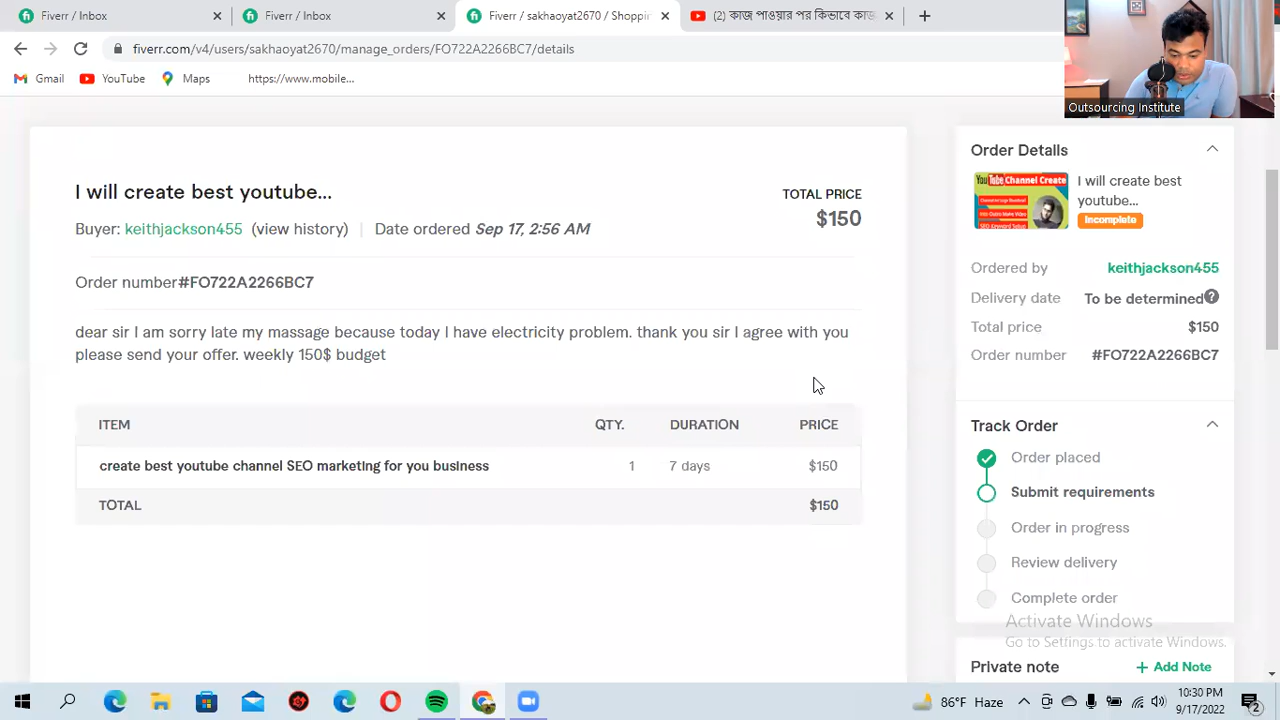 Fiverr / Inbox
Fiverr / Inbox
Fiverr / sakhaoyat2670 / Shoppin
(2) কাজ পাওয়ার পর কিভাবে কাজ
fiverr.com/v4/users/sakhaoyat2670/manage_orders/FO722A2266BC7/details
Gmail YouTube Maps https://www.mobile...
Outsourcing Institute
I will create best youtube...
TOTAL PRICE
$150
Buyer: keithjackson455 (view history) | Date ordered Sep 17, 2:56 AM
Order number#FO722A2266BC7
dear sir I am sorry late my massage because today I have electricity problem. thank you sir I agree with you
please send your offer. weekly 150$ budget
ITEM QTY. DURATION PRICE
create best youtube channel SEO marketing for you business 1 7 days $150
TOTAL $150
Order Details
YouTube Channel Create
I will create best
youtube...
Incomplete
Ordered by keithjackson455
Delivery date To be determined
Total price $150
Order number #FO722A2266BC7
Track Order
Order placed
Submit requirements
Order in progress
Review delivery
Complete order
Activate Windows
Go to Settings to activate Windows.
Private note + Add Note
86°F Haze
10:30 PM
9/17/2022
2